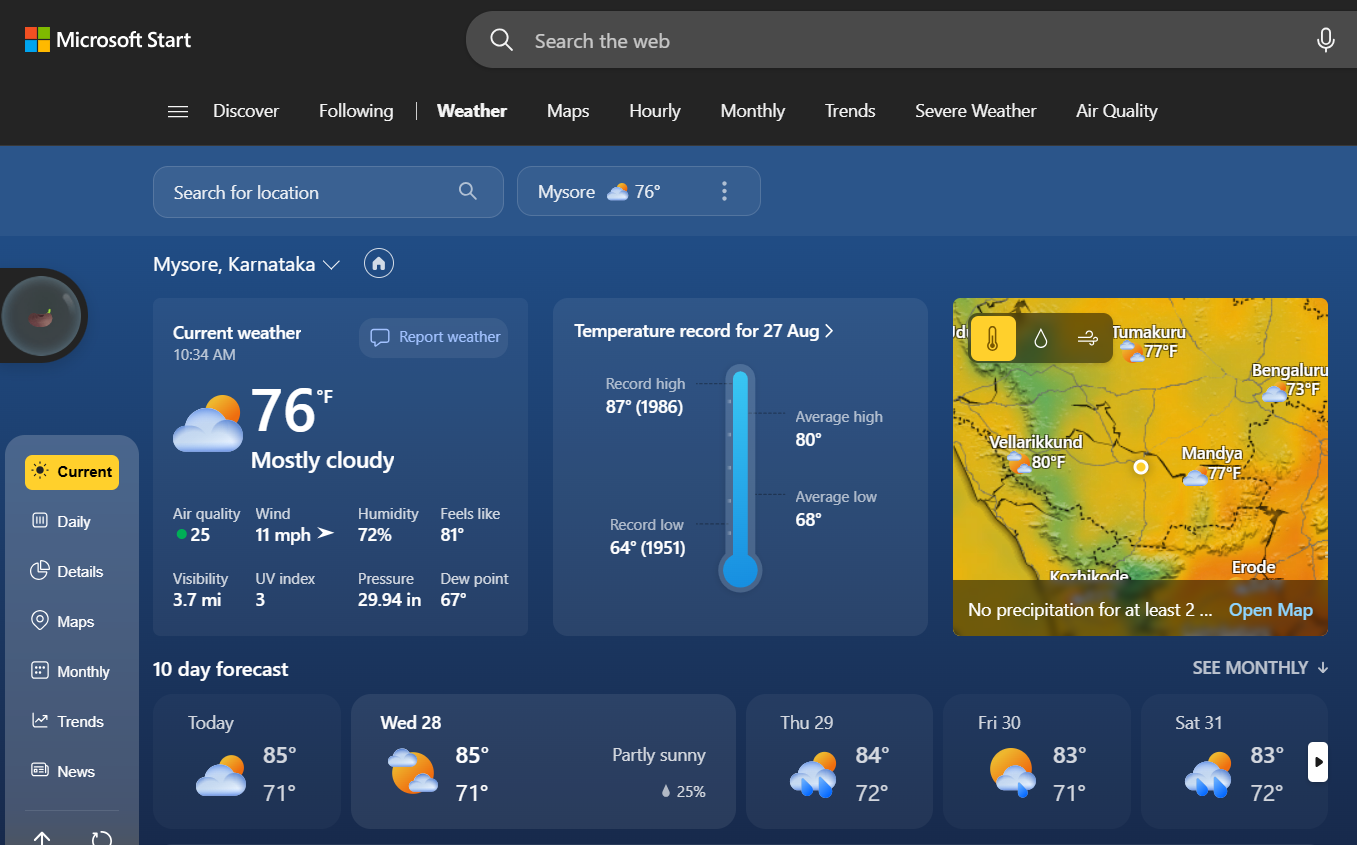 Microsoft Start
Search the web
Discover Following Weather Maps Hourly Monthly Trends Severe Weather Air Quality
Search for location
Mysore 76°
Mysore, Karnataka
Current weather
10:34 AM
Report weather
76°F
Mostly cloudy
Air quality Wind Humidity Feels like
25 11 mph 72% 81°
Visibility UV index Pressure Dew point
3.7 mi 3 29.94 in 67°
Temperature record for 27 Aug
Record high
87° (1986)
Average high
80°
Average low
68°
Record low
64° (1951)
Tumakuru
77°F
Bengaluru
73°F
Vellarikkund
80°F
Mandya
77°F
Kozhikode
Erode
No precipitation for at least 2 ... Open Map
Current
Daily
Details
Maps
Monthly
Trends
News
10 day forecast
SEE MONTHLY
Today
85°
71°
Wed 28
85°
71°
Partly sunny
25%
Thu 29
84°
72°
Fri 30
83°
71°
Sat 31
83°
72°